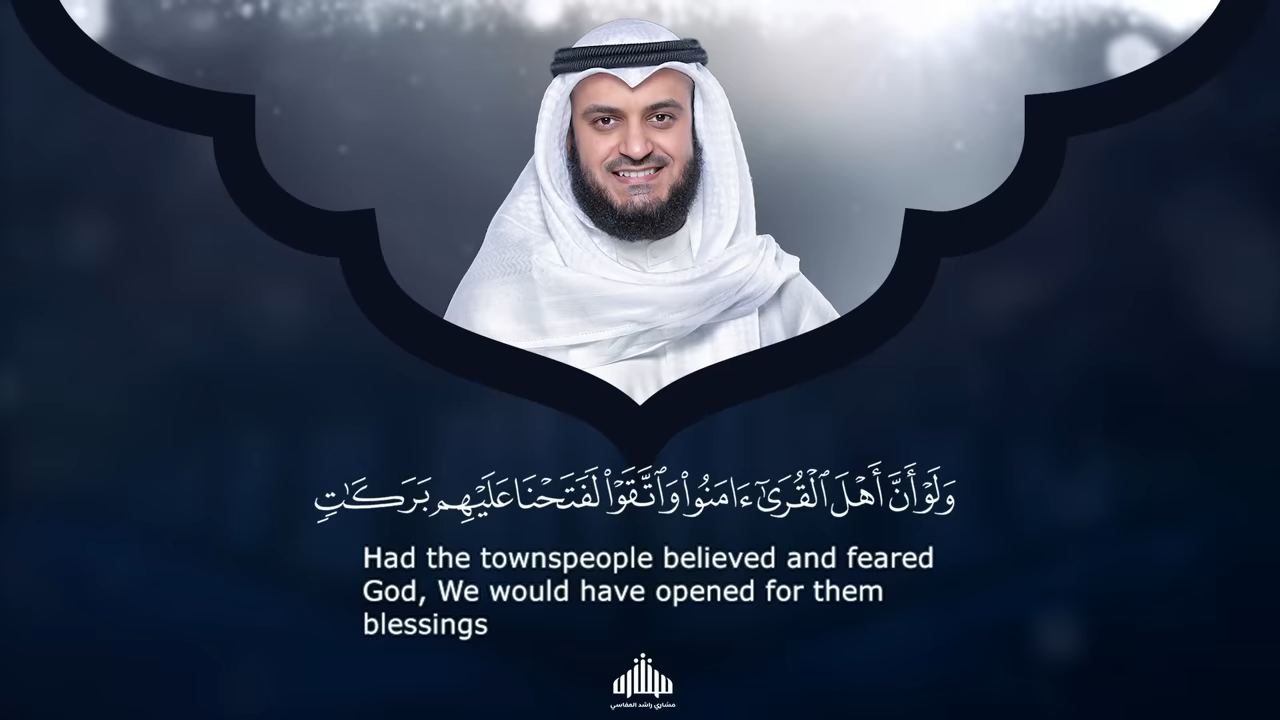 وَلَوْ أَنَّ أَهْلَ ٱلْقُرَىٰٓ ءَامَنُوا۟ وَٱتَّقَوْا۟ لَفَتَحْنَا عَلَيْهِم بَرَكَـٰتٍ
Had the townspeople believed and feared
God, We would have opened for them
blessings
مشاري راشد العفاسي